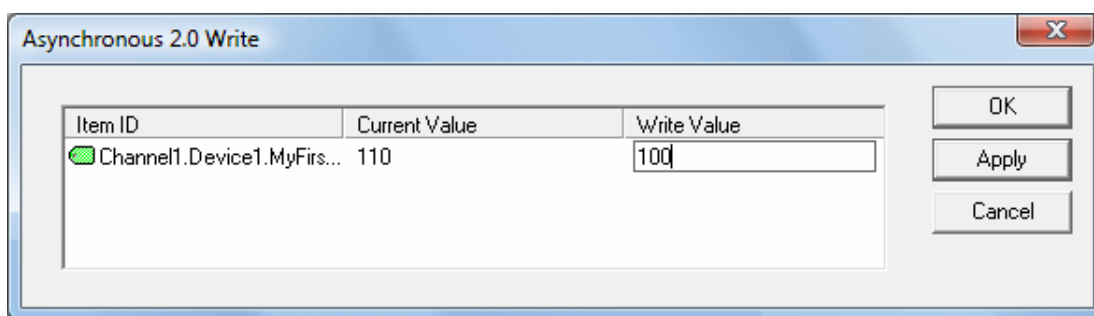 Asynchronous 2.0 Write
Item ID Current Value Write Value
Channel1.Device1.MyFirs... 110 100
OK
Apply
Cancel